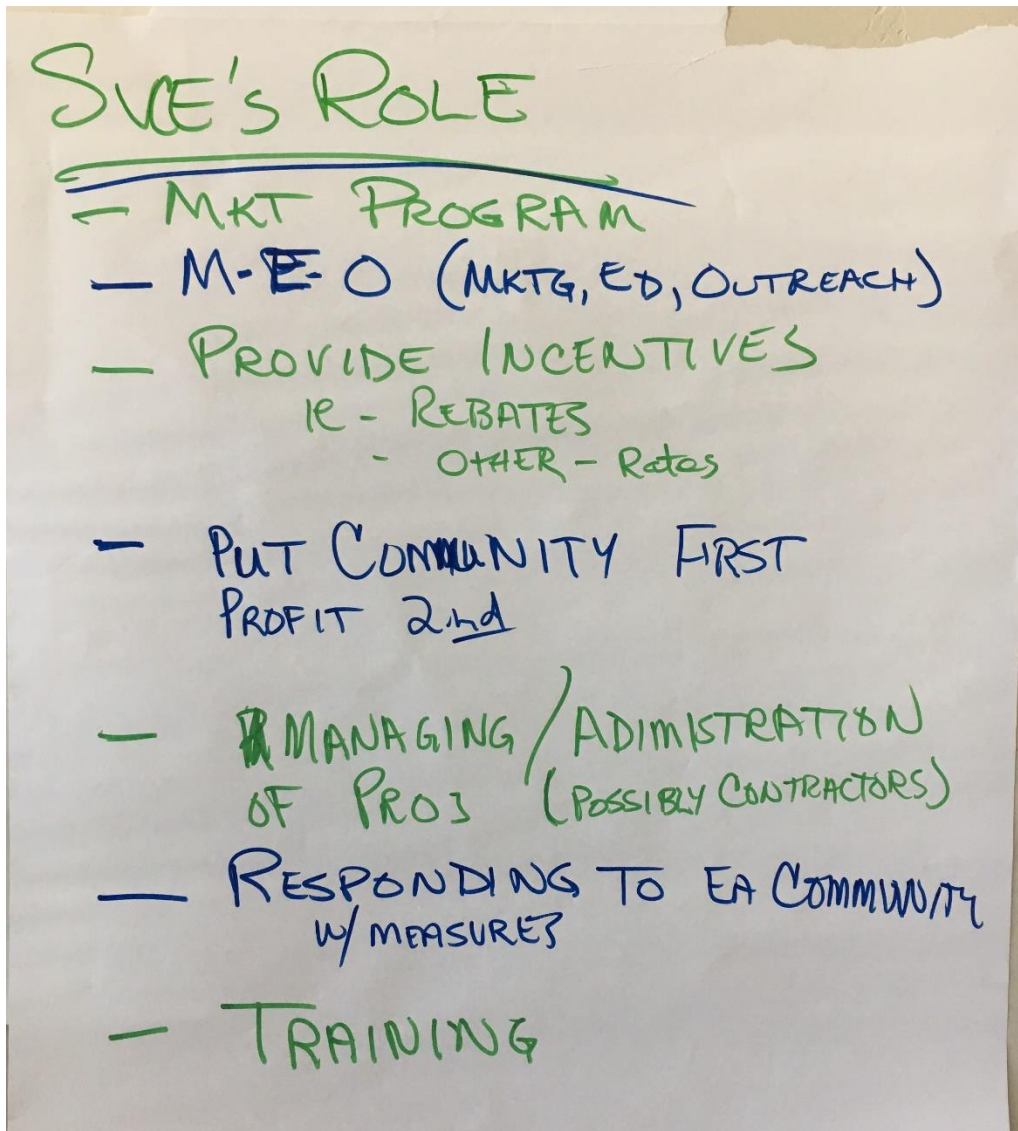 SVCE's ROLE
- MKT PROGRAM
- M-E-O (MKTG, ED, OUTREACH)
- PROVIDE INCENTIVES
ie - REBATES
- OTHER - Rates
- PUT COMMUNITY FIRST
PROFIT 2nd
- MANAGING / ADIMISTRATION
OF PROJ (POSSIBLY CONTRACTORS)
- RESPONDING TO EA COMMUNITY
w/ MEASURES
- TRAINING